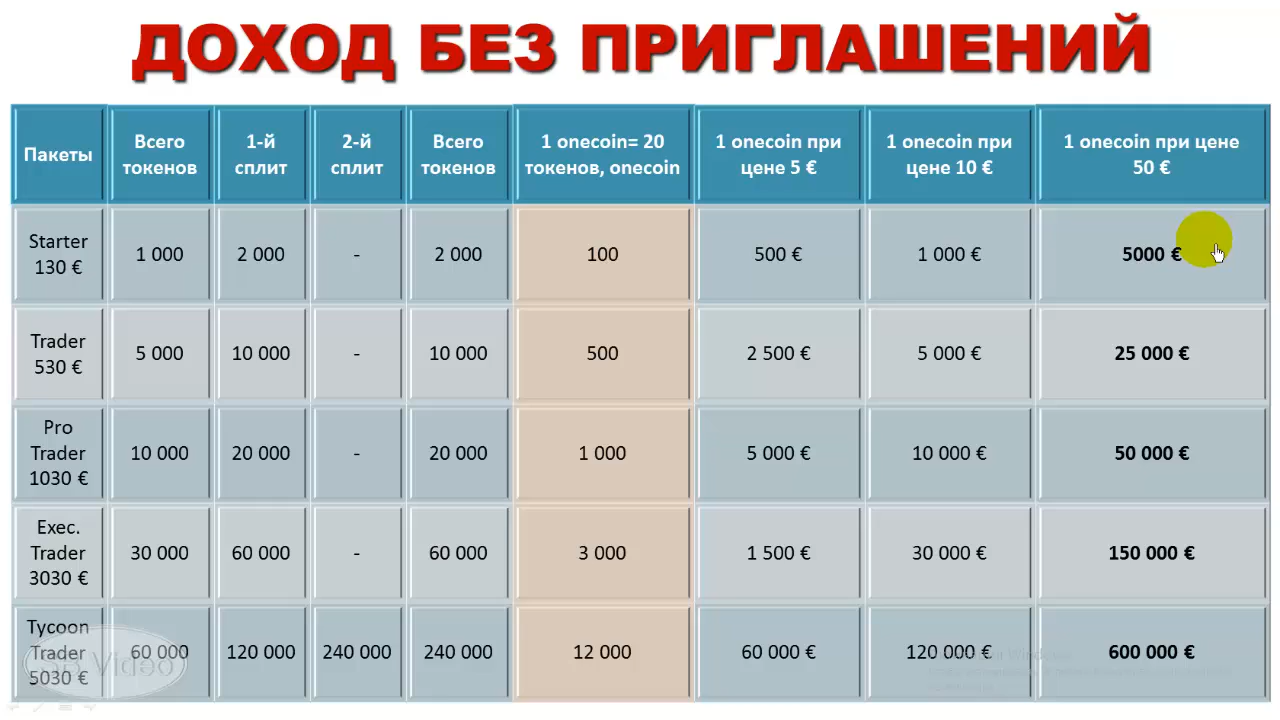 ДОХОД БЕЗ ПРИГЛАШЕНИЙ
Пакеты
Всего
токенов
1-й
сплит
2-й
сплит
Всего
токенов
1 onecoin= 20
токенов, onecoin
1 onecoin при
цене 5 €
1 onecoin при
цене 10 €
1 onecoin при цене
50 €
Starter
130 €
1 000
2 000
-
2 000
100
500 €
1 000 €
5000 €
Trader
530 €
5 000
10 000
-
10 000
500
2 500 €
5 000 €
25 000 €
Pro
Trader
1030 €
10 000
20 000
-
20 000
1 000
5 000 €
10 000 €
50 000 €
Exec.
Trader
3030 €
30 000
60 000
-
60 000
3 000
1 500 €
30 000 €
150 000 €
Tycoon
Trader
5030 €
60 000
120 000
240 000
240 000
12 000
60 000 €
120 000 €
600 000 €
Video